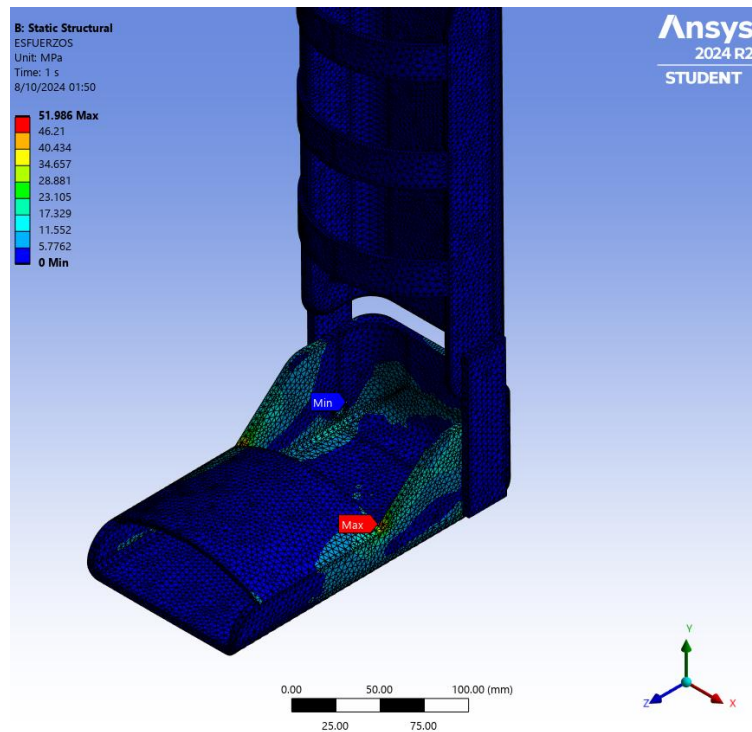 B: Static Structural
ESFUERZOS
Unit: MPa
Time: 1 s
8/10/2024 01:50
51.986 Max
46.21
40.434
34.657
28.881
23.105
17.329
11.552
5.7762
0 Min
Ansys
2024 R2
STUDENT
Min
Max
0.00 50.00 100.00 (mm)
25.00 75.00
Y
Z X